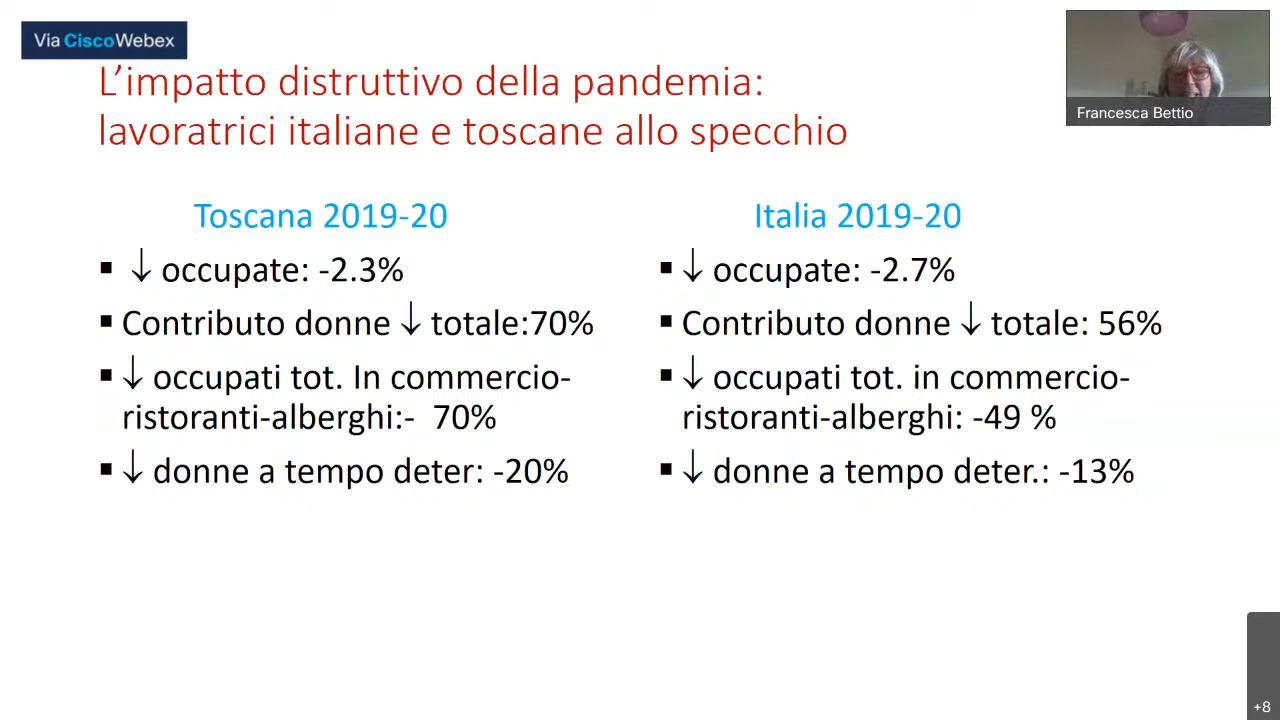 Via CiscoWebex
L'impatto distruttivo della pandemia:
lavoratrici italiane e toscane allo specchio
Francesca Bettio
Toscana 2019-20
▪ ↓ occupate: -2.3%
▪ Contributo donne ↓ totale:70%
▪ ↓ occupati tot. In commercio-
ristoranti-alberghi:- 70%
▪ ↓ donne a tempo deter: -20%
Italia 2019-20
▪ ↓ occupate: -2.7%
▪ Contributo donne ↓ totale: 56%
▪ ↓ occupati tot. in commercio-
ristoranti-alberghi: -49 %
▪ ↓ donne a tempo deter.: -13%
+8